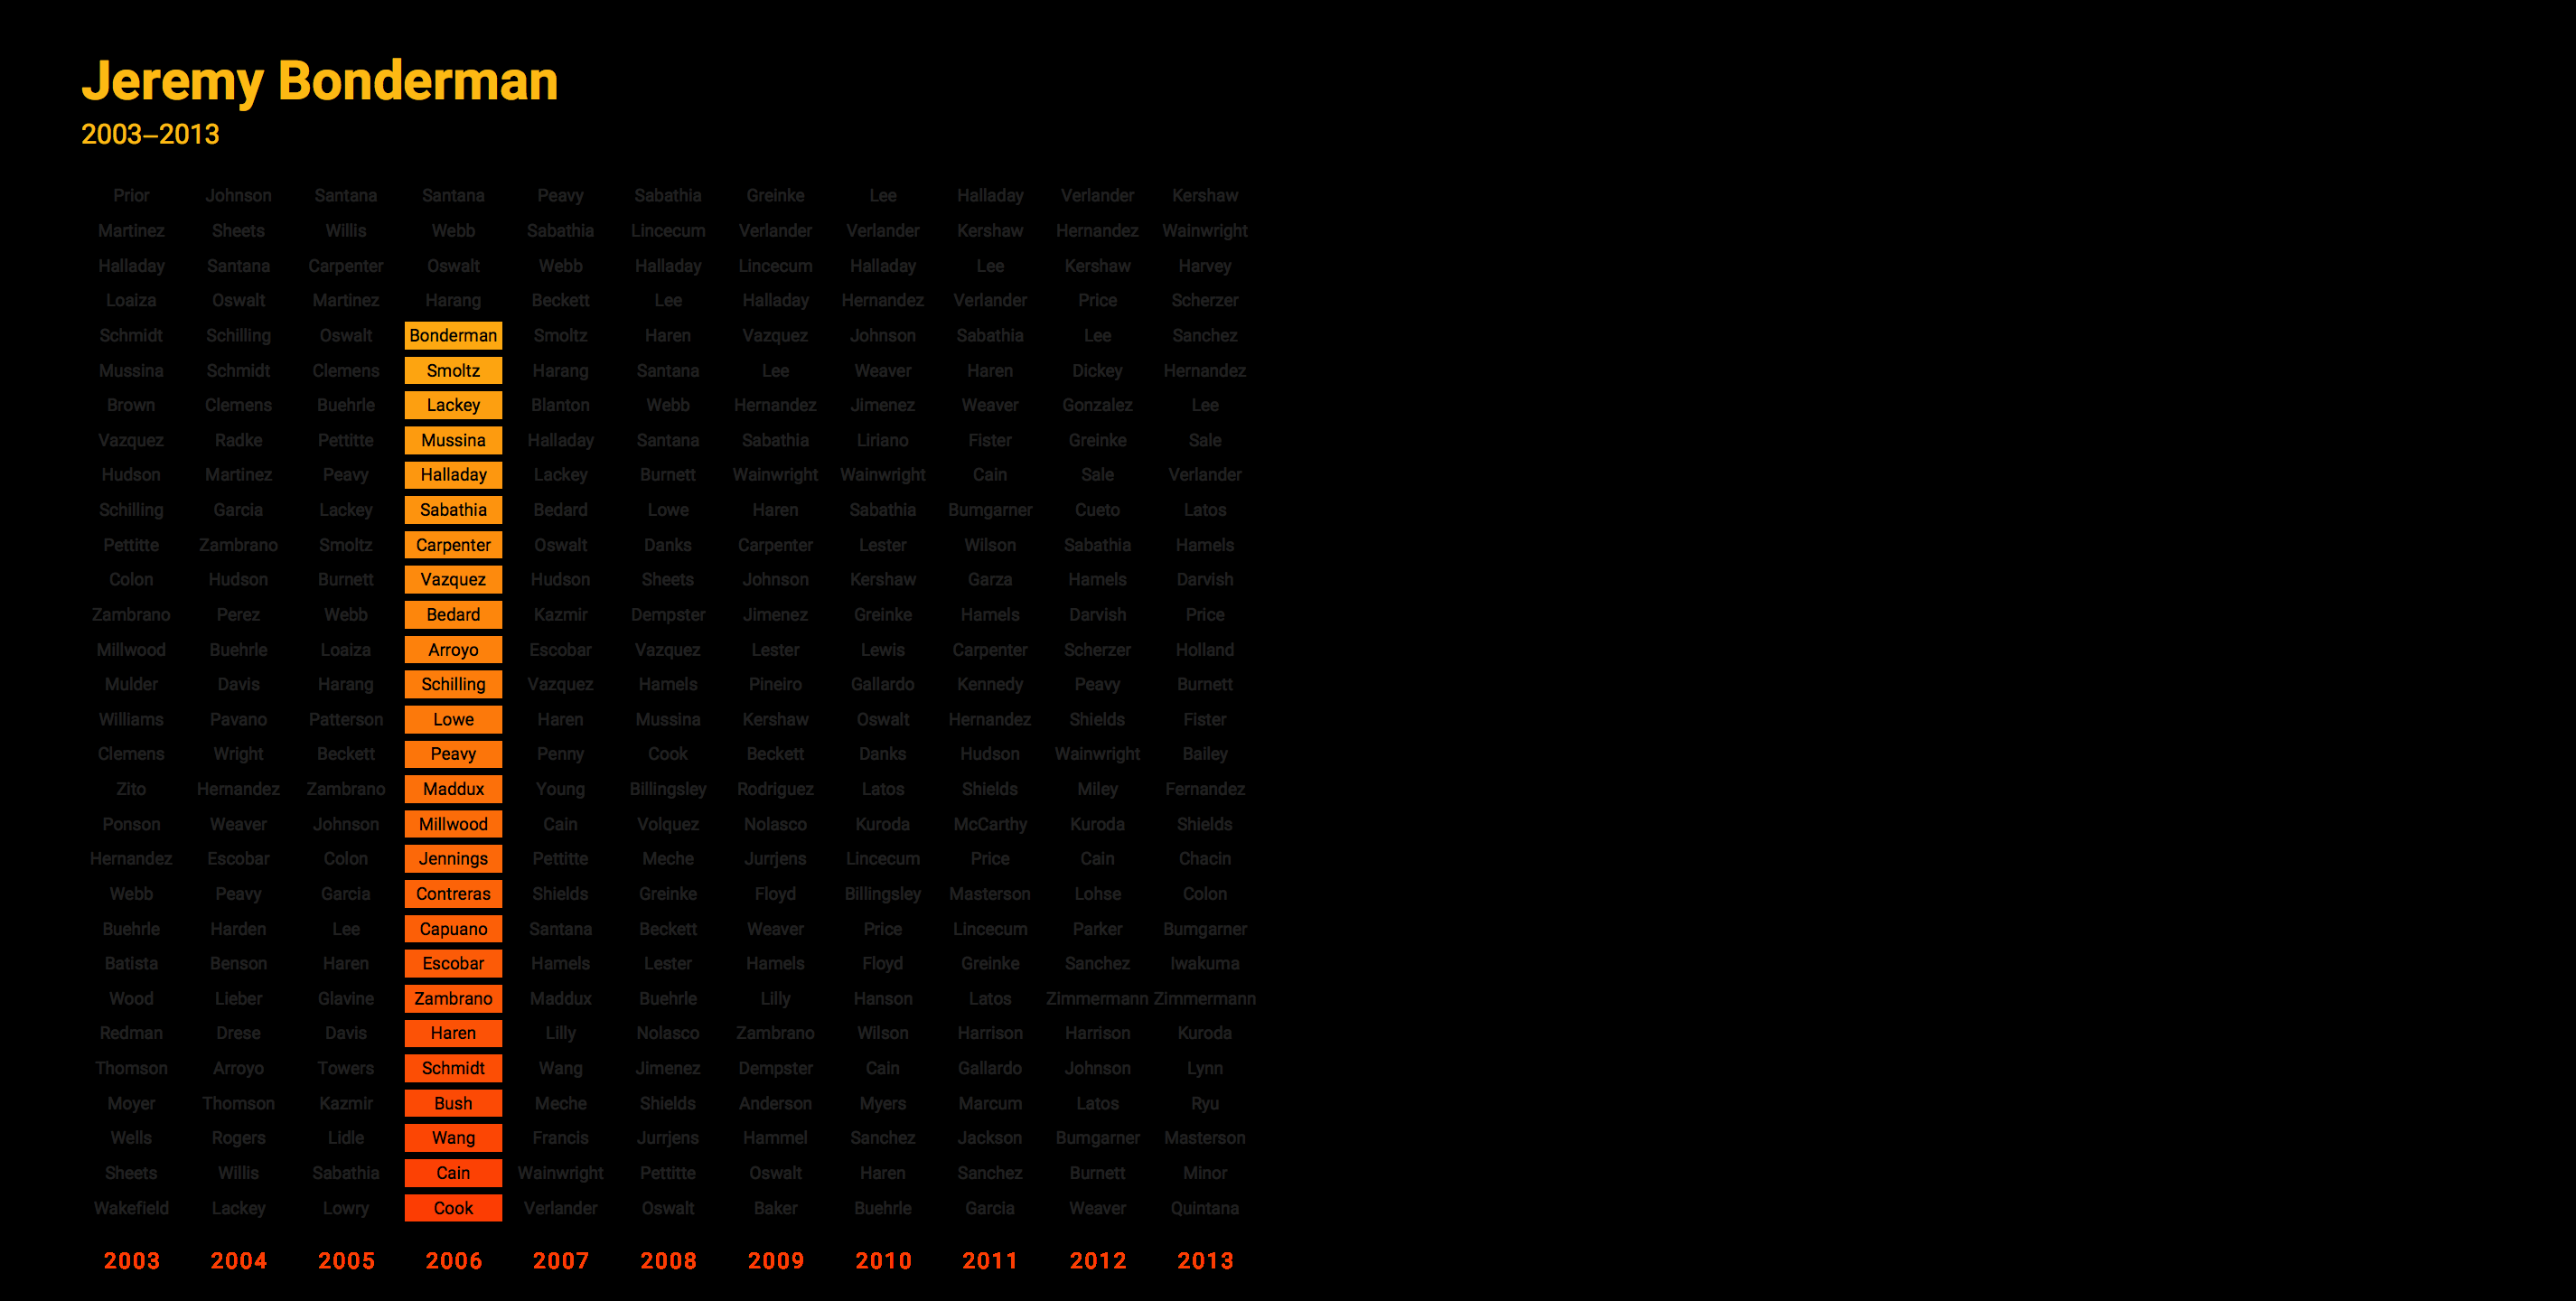 Jeremy Bonderman
2003–2013
Prior Johnson Santana Santana Peavy Sabathia Greinke Lee Halladay Verlander Kershaw
Martinez Sheets Willis Webb Sabathia Lincecum Verlander Verlander Kershaw Hernandez Wainwright
Halladay Santana Carpenter Oswalt Webb Halladay Lincecum Halladay Lee Kershaw Harvey
Loaiza Oswalt Martinez Harang Beckett Lee Halladay Hernandez Verlander Price Scherzer
Schmidt Schilling Oswalt Bonderman Smoltz Haren Vazquez Johnson Sabathia Lee Sanchez
Mussina Schmidt Clemens Smoltz Harang Santana Lee Weaver Haren Dickey Hernandez
Brown Clemens Buehrle Lackey Blanton Webb Hernandez Jimenez Weaver Gonzalez Lee
Vazquez Radke Pettitte Mussina Halladay Santana Sabathia Liriano Fister Greinke Sale
Hudson Martinez Peavy Halladay Lackey Burnett Wainwright Wainwright Cain Sale Verlander
Schilling Garcia Lackey Sabathia Bedard Lowe Haren Sabathia Bumgarner Cueto Latos
Pettitte Zambrano Smoltz Carpenter Oswalt Danks Carpenter Lester Wilson Sabathia Hamels
Colon Hudson Burnett Vazquez Hudson Sheets Johnson Kershaw Garza Hamels Darvish
Zambrano Perez Webb Bedard Kazmir Dempster Jimenez Greinke Hamels Darvish Price
Millwood Buehrle Loaiza Arroyo Escobar Vazquez Lester Lewis Carpenter Scherzer Holland
Mulder Davis Harang Schilling Vazquez Hamels Pineiro Gallardo Kennedy Peavy Burnett
Williams Pavano Patterson Lowe Haren Mussina Kershaw Oswalt Hernandez Shields Fister
Clemens Wright Beckett Peavy Penny Cook Beckett Danks Hudson Wainwright Bailey
Zito Hernandez Zambrano Maddux Young Billingsley Rodriguez Latos Shields Miley Fernandez
Ponson Weaver Johnson Millwood Cain Volquez Nolasco Kuroda McCarthy Kuroda Shields
Hernandez Escobar Colon Jennings Pettitte Meche Jurrjens Lincecum Price Cain Chacin
Webb Peavy Garcia Contreras Shields Greinke Floyd Billingsley Masterson Lohse Colon
Buehrle Harden Lee Capuano Santana Beckett Weaver Price Lincecum Parker Bumgarner
Batista Benson Haren Escobar Hamels Lester Hamels Floyd Greinke Sanchez Iwakuma
Wood Lieber Glavine Zambrano Maddux Buehrle Lilly Hanson Latos Zimmermann Zimmermann
Redman Drese Davis Haren Lilly Nolasco Zambrano Wilson Harrison Harrison Kuroda
Thomson Arroyo Towers Schmidt Wang Jimenez Dempster Cain Gallardo Johnson Lynn
Moyer Thomson Kazmir Bush Meche Shields Anderson Myers Marcum Latos Ryu
Wells Rogers Lidle Wang Francis Jurrjens Hammel Sanchez Jackson Bumgarner Masterson
Sheets Willis Sabathia Cain Wainwright Pettitte Oswalt Haren Sanchez Burnett Minor
Wakefield Lackey Lowry Cook Verlander Oswalt Baker Buehrle Garcia Weaver Quintana
2003 2004 2005 2006 2007 2008 2009 2010 2011 2012 2013